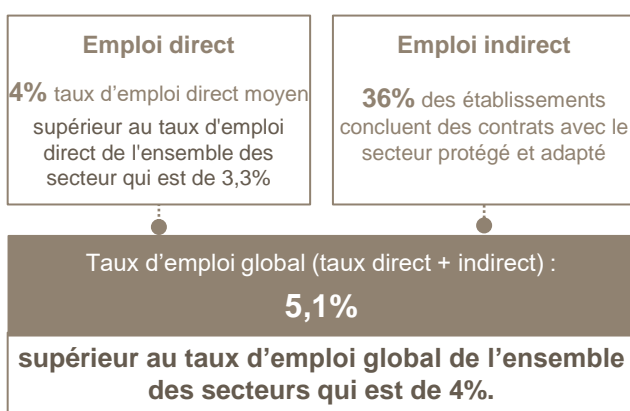 Emploi direct
4% taux d'emploi direct moyen
supérieur au taux d'emploi
direct de l'ensemble des
secteur qui est de 3,3%
Emploi indirect
36% des établissements
concluent des contrats avec le
secteur protégé et adapté
Taux d'emploi global (taux direct + indirect) :
5,1%
supérieur au taux d'emploi global de l'ensemble
des secteurs qui est de 4%.